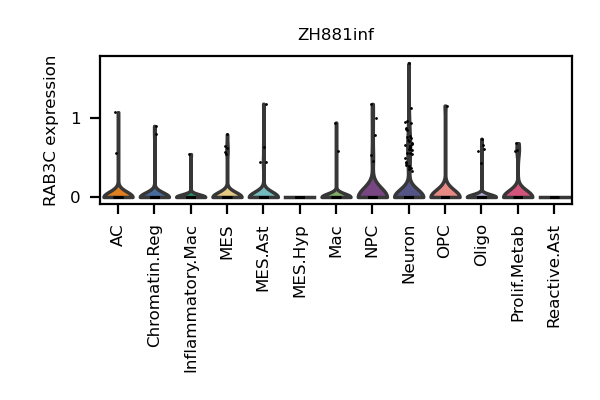 ZH881inf
RAB3C expression
1
0
AC
Chromatin.Reg
Inflammatory.Mac
MES
MES.Ast
MES.Hyp
Mac
NPC
Neuron
OPC
Oligo
Prolif.Metab
Reactive.Ast